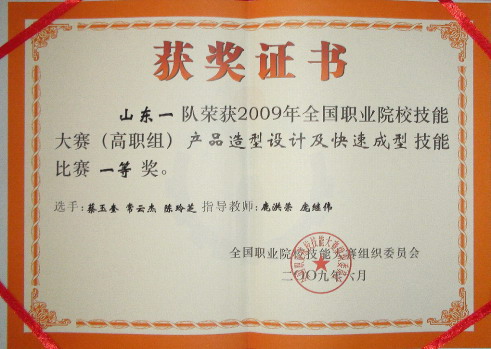 获奖证书
山东一队荣获2009年全国职业院校技能
大赛（高职组）产品造型设计及快速成型技能
比赛 一等 奖。
选手：蔡玉奎 常云杰 陈玲芝 指导教师：鹿洪荣 庞继伟
全国职业院校技能大赛组织委员会
二〇〇九年六月